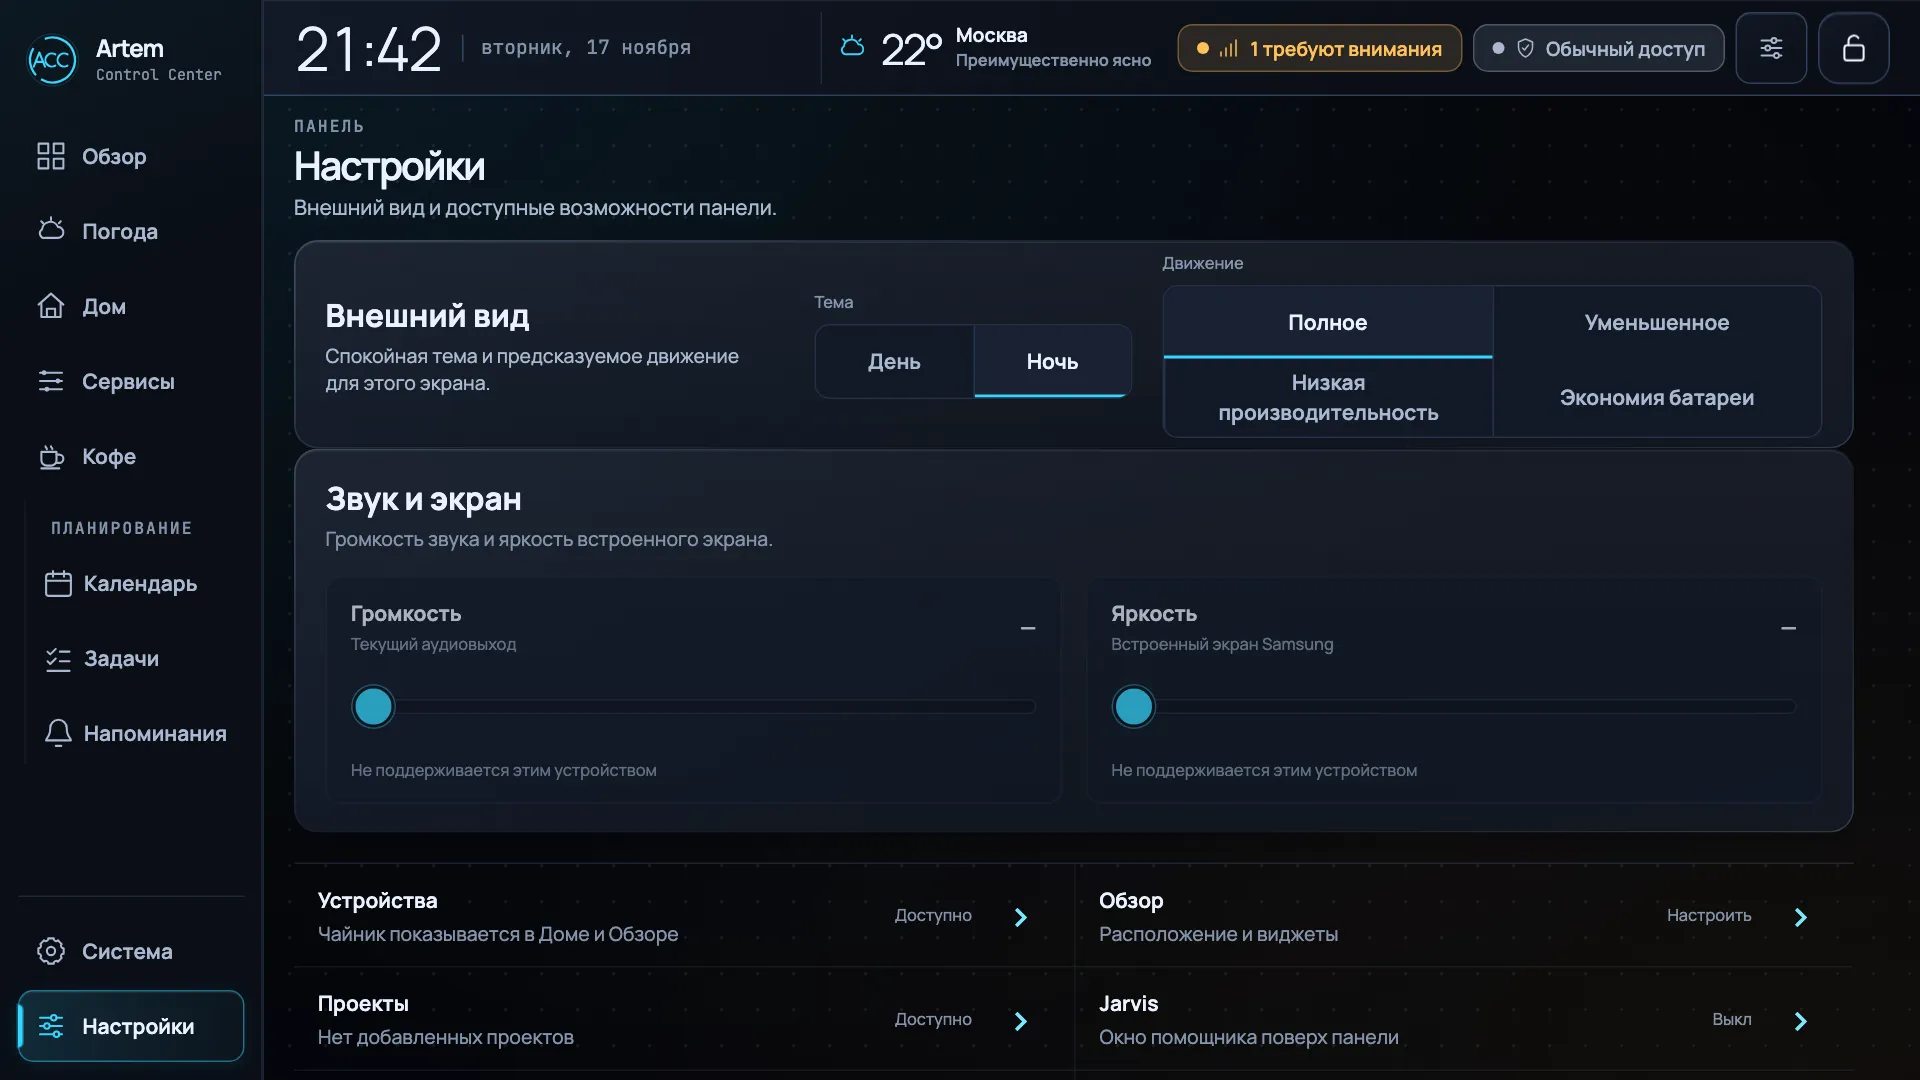 ACC
Artem
Control Center
Обзор
Погода
Дом
Сервисы
Кофе
ПЛАНИРОВАНИЕ
Календарь
Задачи
Напоминания
Система
Настройки
21:42
вторник, 17 ноября
22°
Москва
Преимущественно ясно
1 требуют внимания
Обычный доступ
ПАНЕЛЬ
Настройки
Внешний вид и доступные возможности панели.
Внешний вид
Спокойная тема и предсказуемое движение
для этого экрана.
Тема
День
Ночь
Движение
Полное
Уменьшенное
Низкая
производительность
Экономия батареи
Звук и экран
Громкость звука и яркость встроенного экрана.
Громкость
Текущий аудиовыход
—
Не поддерживается этим устройством
Яркость
Встроенный экран Samsung
—
Не поддерживается этим устройством
Устройства
Чайник показывается в Доме и Обзоре
Доступно
Обзор
Расположение и виджеты
Настроить
Проекты
Нет добавленных проектов
Доступно
Jarvis
Окно помощника поверх панели
Выкл